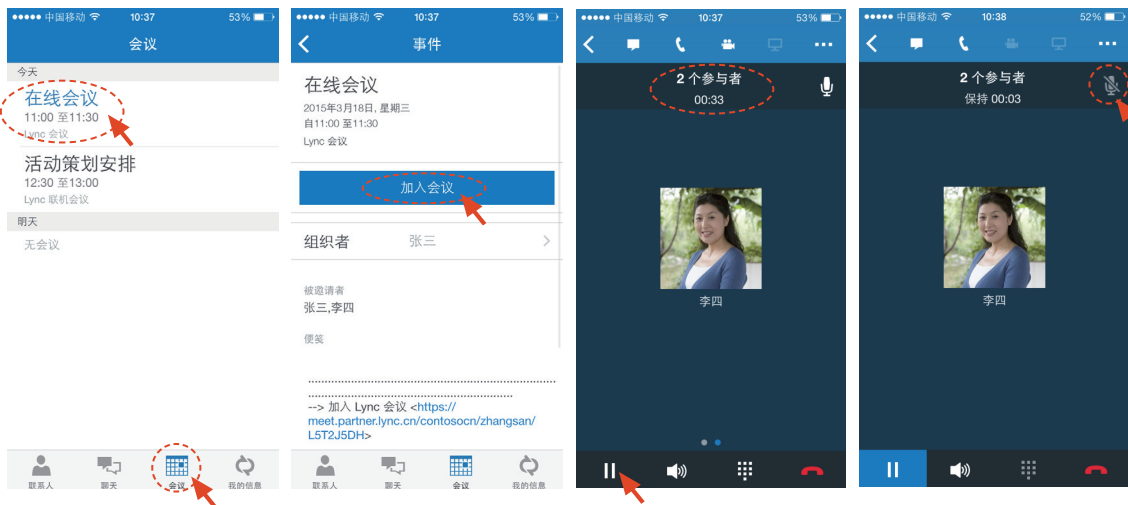 中国移动 10:37 53%
会议
今天
在线会议
11:00 至11:30
Lync 会议
活动策划安排
12:30 至13:00
Lync 联机会议
明天
无会议
联系人 聊天 会议 我的信息
中国移动 10:37 53%
事件
在线会议
2015年3月18日, 星期三
自11:00 至11:30
Lync 会议
加入会议
组织者 张三
被邀请者
张三,李四
便笺
--> 加入 Lync 会议 <https://
meet.partner.lync.cn/contosocn/zhangsan/
L5T2J5DH>
联系人 聊天 会议 我的信息
中国移动 10:37 53%
2 个参与者
00:33
李四
中国移动 10:38 52%
2 个参与者
保持 00:03
李四